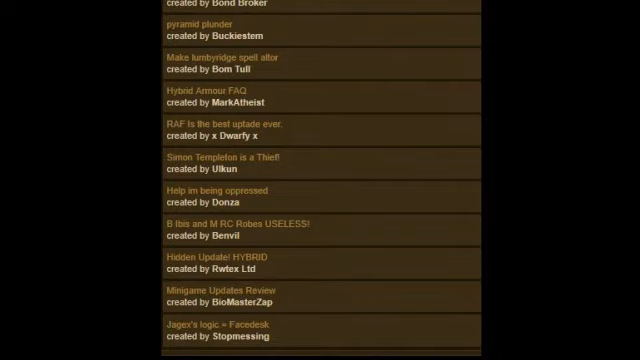 created by Bond Broker
pyramid plunder
created by Buckiestem
Make lumbyridge spell altor
created by Bom Tull
Hybrid Armour FAQ
created by MarkAtheist
RAF Is the best uptade ever.
created by x Dwarfy x
Simon Templeton is a Thief!
created by Ulkun
Help im being oppressed
created by Donza
B Ibis and M RC Robes USELESS!
created by Benvil
Hidden Update! HYBRID
created by Rwtex Ltd
Minigame Updates Review
created by BioMasterZap
Jagex's logic = Facedesk
created by Stopmessing